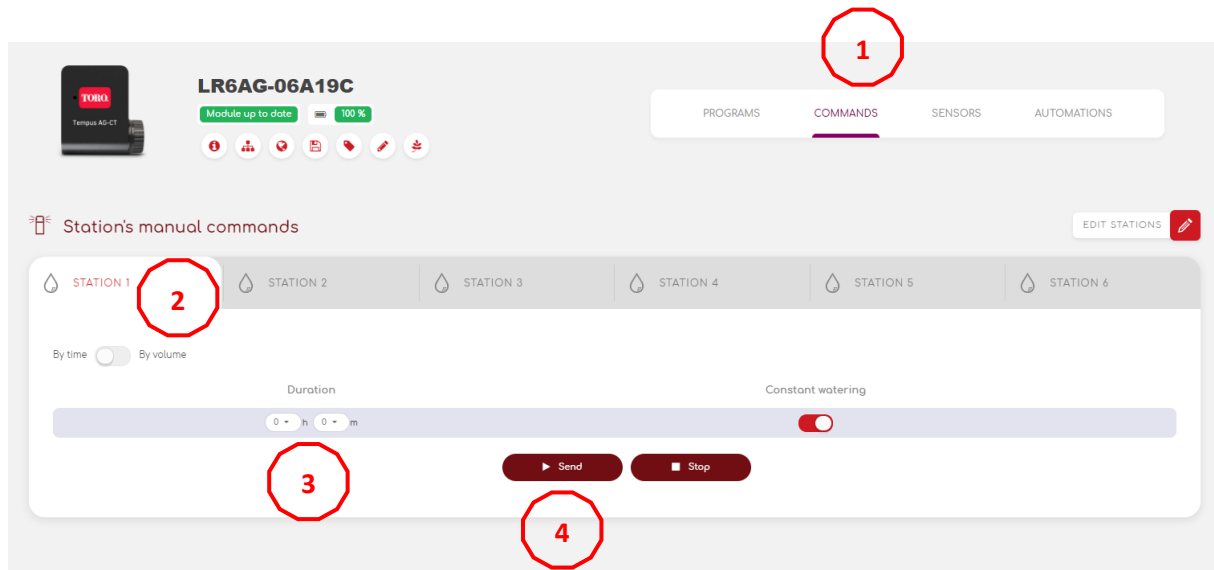 1
LR6AG-06A19C
TORO
Tempus AG-CT
Module up to date 100 %
PROGRAMS COMMANDS SENSORS AUTOMATIONS
Station's manual commands
EDIT STATIONS
STATION 1 STATION 2 STATION 3 STATION 4 STATION 5 STATION 6
2
By time By volume
Duration Constant watering
0 h 0 m
Send Stop
3
4